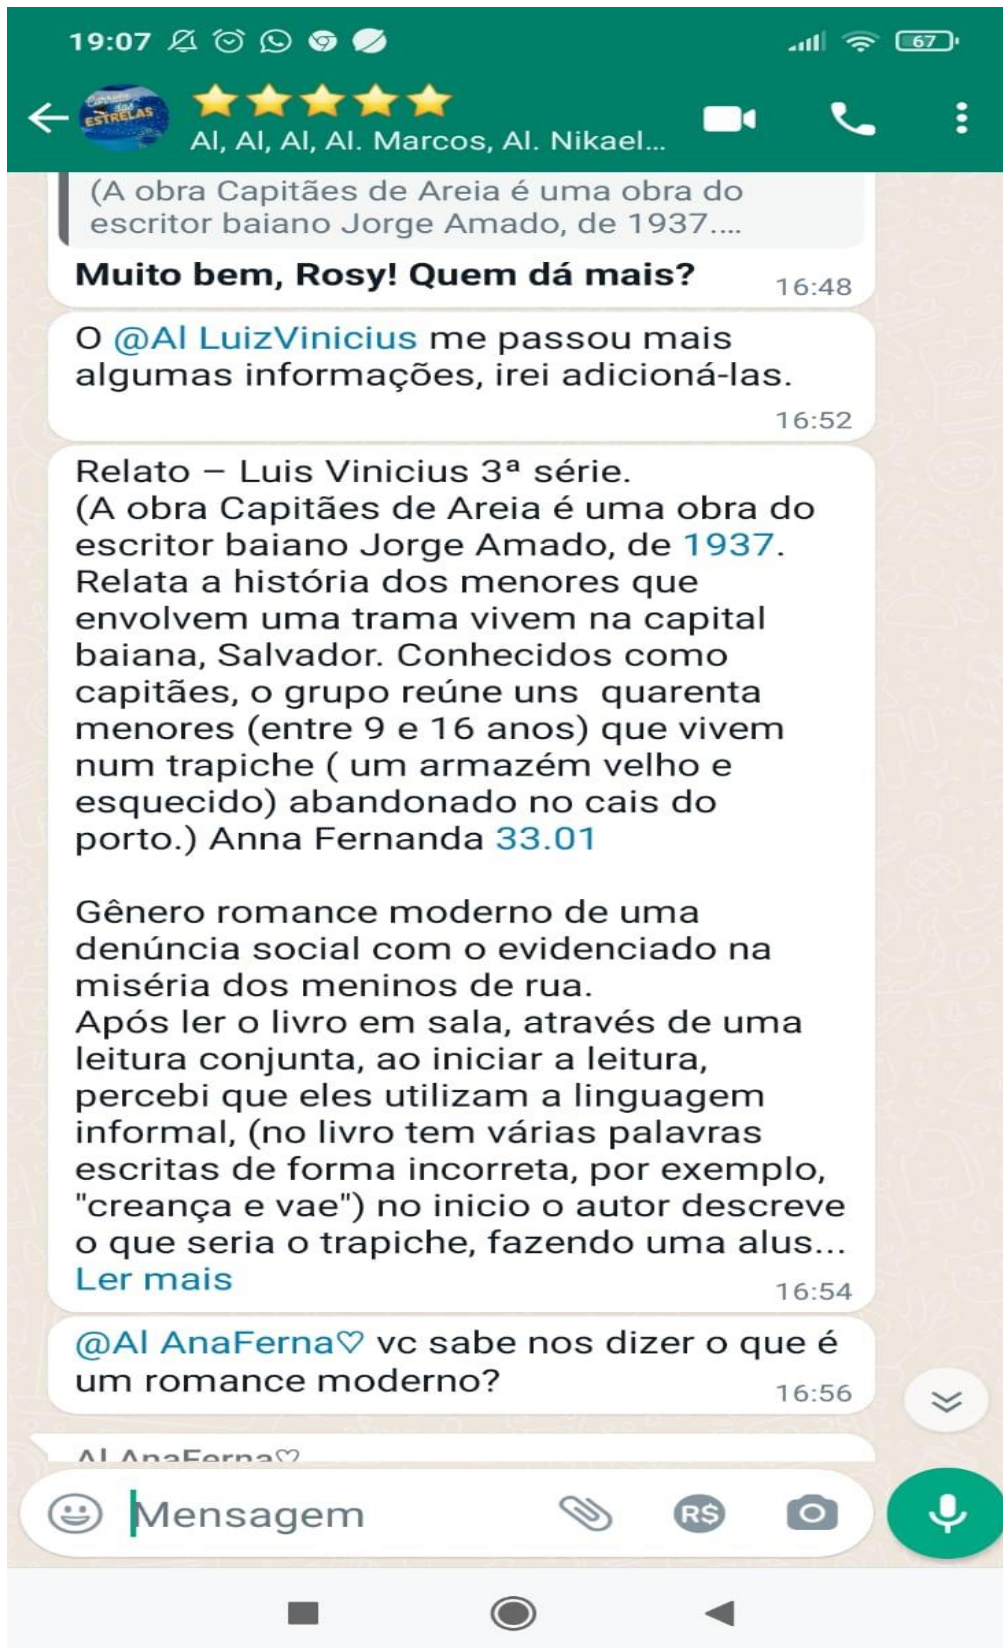 19:07
67
Carrossel das ESTRELAS
Al, Al, Al, Al. Marcos, Al. Nikael...
(A obra Capitães de Areia é uma obra do
escritor baiano Jorge Amado, de 1937....
Muito bem, Rosy! Quem dá mais?
16:48
O @Al LuizVinicius me passou mais
algumas informações, irei adicioná-las.
16:52
Relato – Luis Vinicius 3ª série.
(A obra Capitães de Areia é uma obra do
escritor baiano Jorge Amado, de 1937.
Relata a história dos menores que
envolvem uma trama vivem na capital
baiana, Salvador. Conhecidos como
capitães, o grupo reúne uns  quarenta
menores (entre 9 e 16 anos) que vivem
num trapiche ( um armazém velho e
esquecido) abandonado no cais do
porto.) Anna Fernanda 33.01
Gênero romance moderno de uma
denúncia social com o evidenciado na
miséria dos meninos de rua.
Após ler o livro em sala, através de uma
leitura conjunta, ao iniciar a leitura,
percebi que eles utilizam a linguagem
informal, (no livro tem várias palavras
escritas de forma incorreta, por exemplo,
"creança e vae") no inicio o autor descreve
o que seria o trapiche, fazendo uma alus...
Ler mais
16:54
@Al AnaFerna♡ vc sabe nos dizer o que é
um romance moderno?
16:56
Al AnaFerna♡
Mensagem
R$